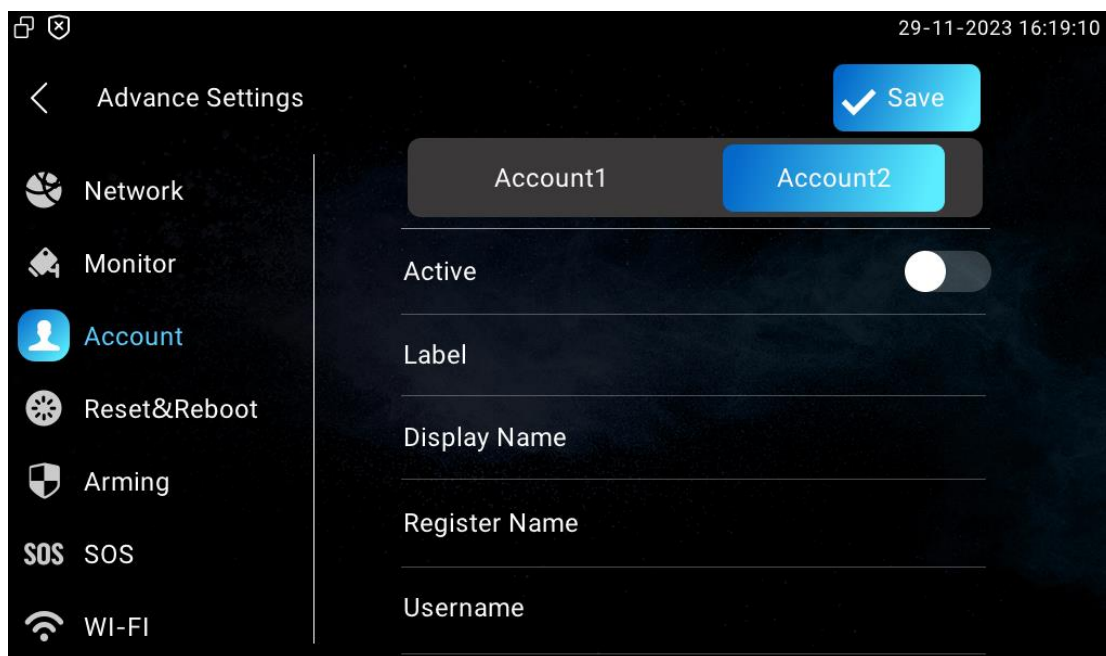 29-11-2023 16:19:10
Advance Settings
Save
Network
Monitor
Account
Reset&Reboot
Arming
SOS SOS
WI-FI
Account1
Account2
Active
Label
Display Name
Register Name
Username